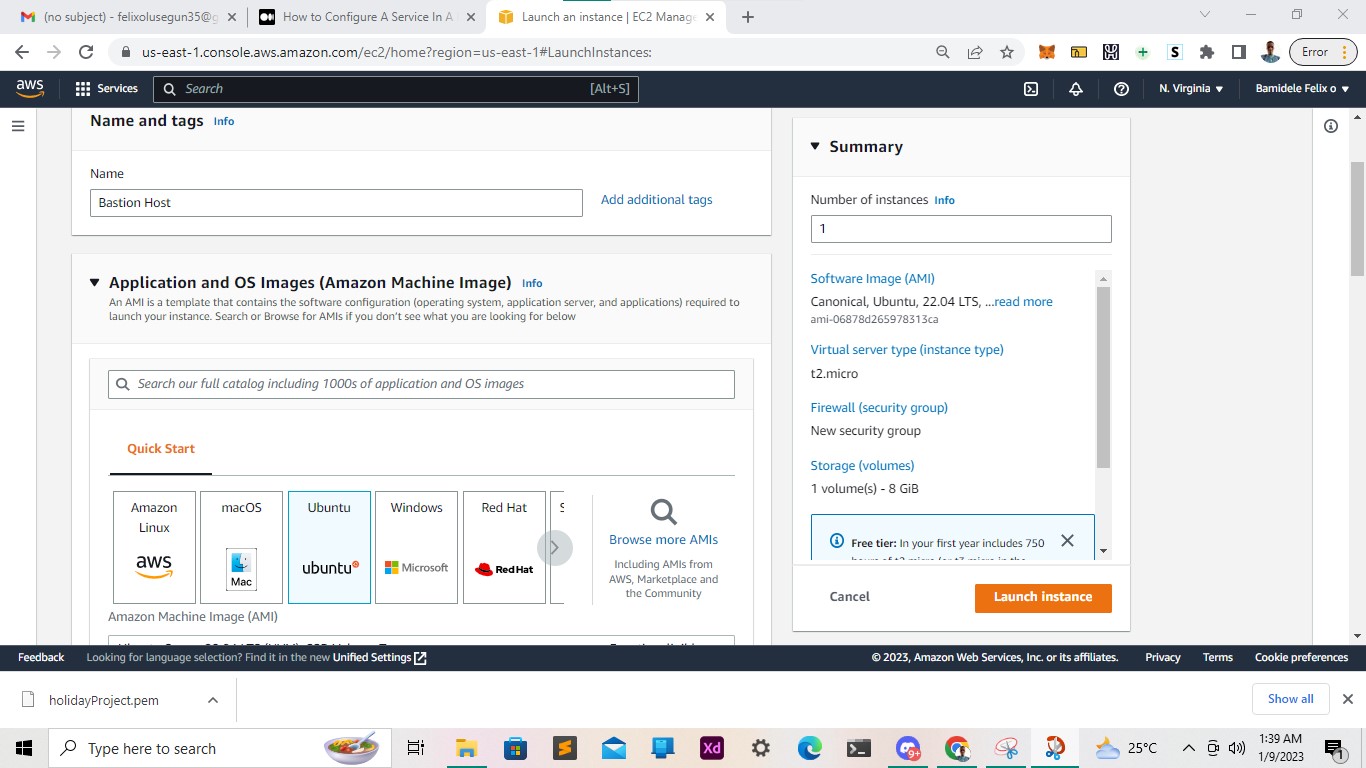 (no subject) - felixolusegun35@g
How to Configure A Service In A
Launch an instance | EC2 Manage
us-east-1.console.aws.amazon.com/ec2/home?region=us-east-1#LaunchInstances:
S
Error
aws
Services
Search
[Alt+S]
N. Virginia
Bamidele Felix o
Name and tags Info
Name
Bastion Host
Add additional tags
Application and OS Images (Amazon Machine Image) Info
An AMI is a template that contains the software configuration (operating system, application server, and applications) required to
launch your instance. Search or Browse for AMIs if you don't see what you are looking for below
Search our full catalog including 1000s of application and OS images
Quick Start
Amazon
Linux
aws
macOS
Mac
Ubuntu
ubuntu
Windows
Microsoft
Red Hat
RedHat
S
Browse more AMIs
Including AMIs from
AWS, Marketplace and
the Community
Amazon Machine Image (AMI)
Summary
Number of instances Info
1
Software Image (AMI)
Canonical, Ubuntu, 22.04 LTS, ...read more
ami-06878d265978313ca
Virtual server type (instance type)
t2.micro
Firewall (security group)
New security group
Storage (volumes)
1 volume(s) - 8 GiB
Free tier: In your first year includes 750
Cancel
Launch instance
Feedback
Looking for language selection? Find it in the new Unified Settings
© 2023, Amazon Web Services, Inc. or its affiliates.
Privacy
Terms
Cookie preferences
holidayProject.pem
Show all
Type here to search
Xd
9+
25°C
1:39 AM
1/9/2023
1